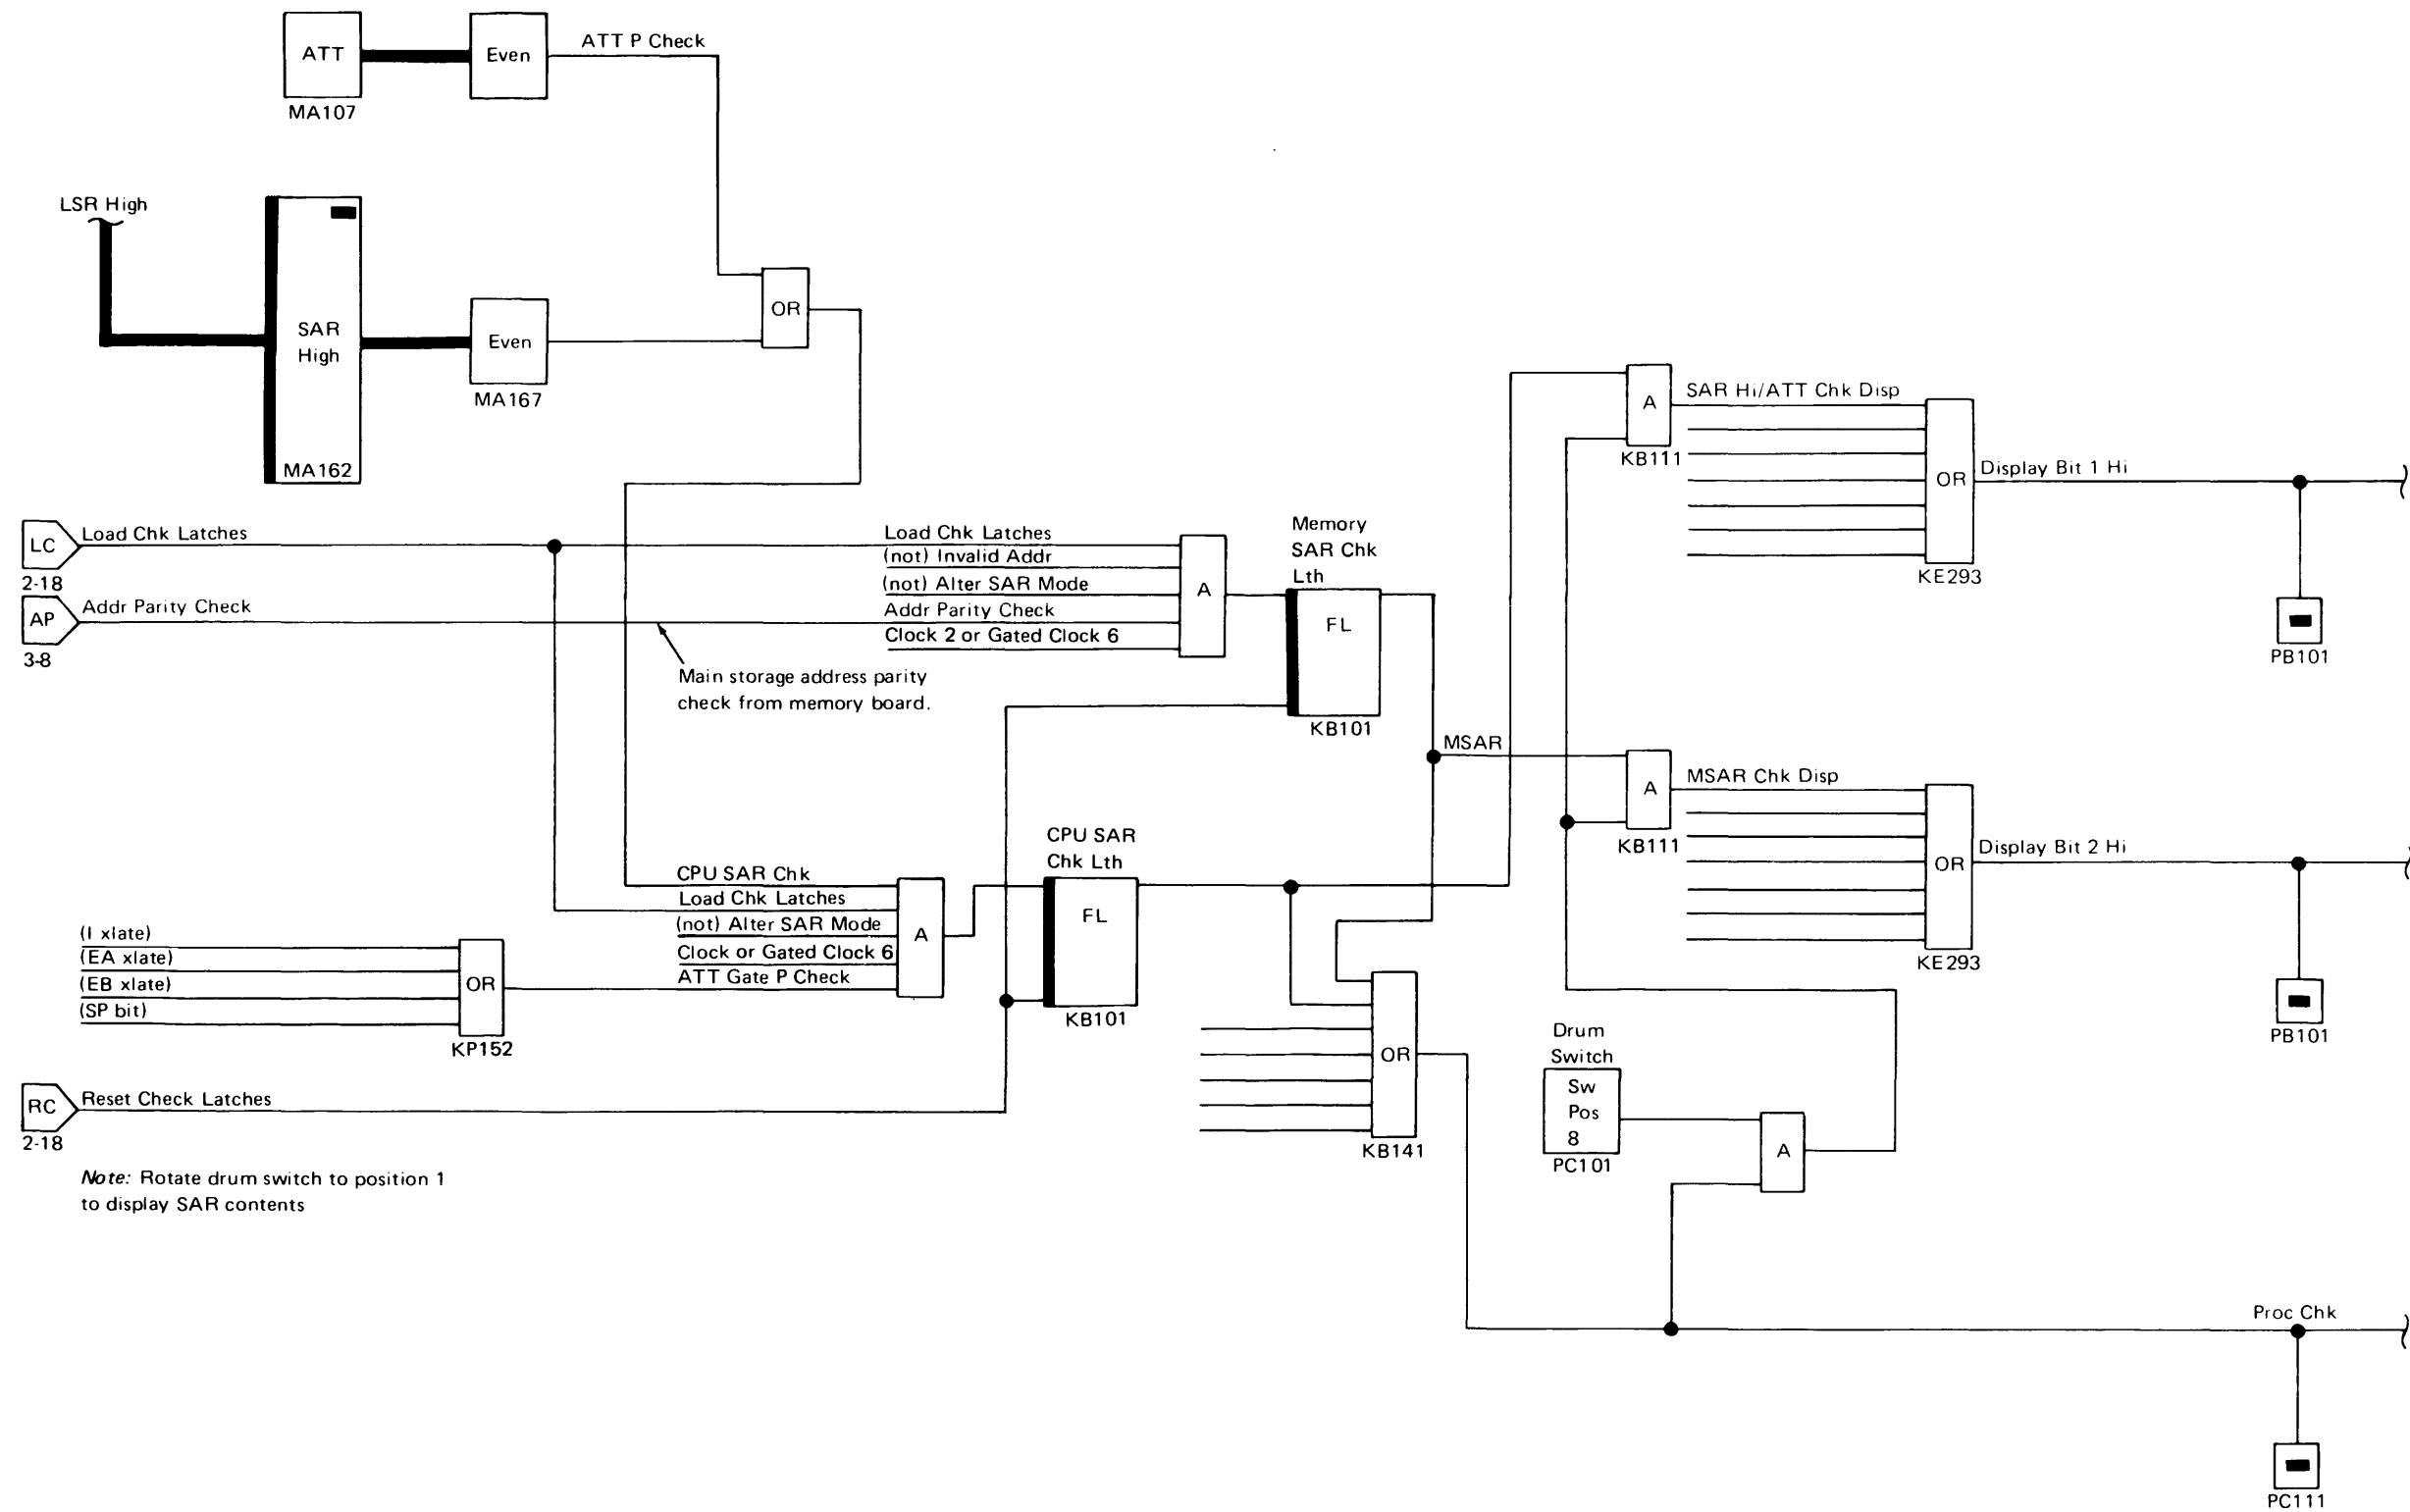 ATT
MA107
Even
ATT P Check
LSR High
SAR
High
MA162
Even
MA167
OR
LC
2-18
Load Chk Latches
AP
3-8
Addr Parity Check
Main storage address parity
check from memory board.
Load Chk Latches
(not) Invalid Addr
(not) Alter SAR Mode
Addr Parity Check
Clock 2 or Gated Clock 6
A
Memory
SAR Chk
Lth
FL
KB101
MSAR
CPU SAR Chk
Load Chk Latches
(not) Alter SAR Mode
Clock or Gated Clock 6
ATT Gate P Check
A
CPU SAR
Chk Lth
FL
KB101
(I xlate)
(EA xlate)
(EB xlate)
(SP bit)
OR
KP152
RC
2-18
Reset Check Latches
Note: Rotate drum switch to position 1
to display SAR contents
OR
KB141
A
KB111
SAR Hi/ATT Chk Disp
OR
KE293
Display Bit 1 Hi
PB101
A
KB111
MSAR Chk Disp
OR
KE293
Display Bit 2 Hi
PB101
Drum
Switch
Sw
Pos
8
PC101
A
Proc Chk
PC111